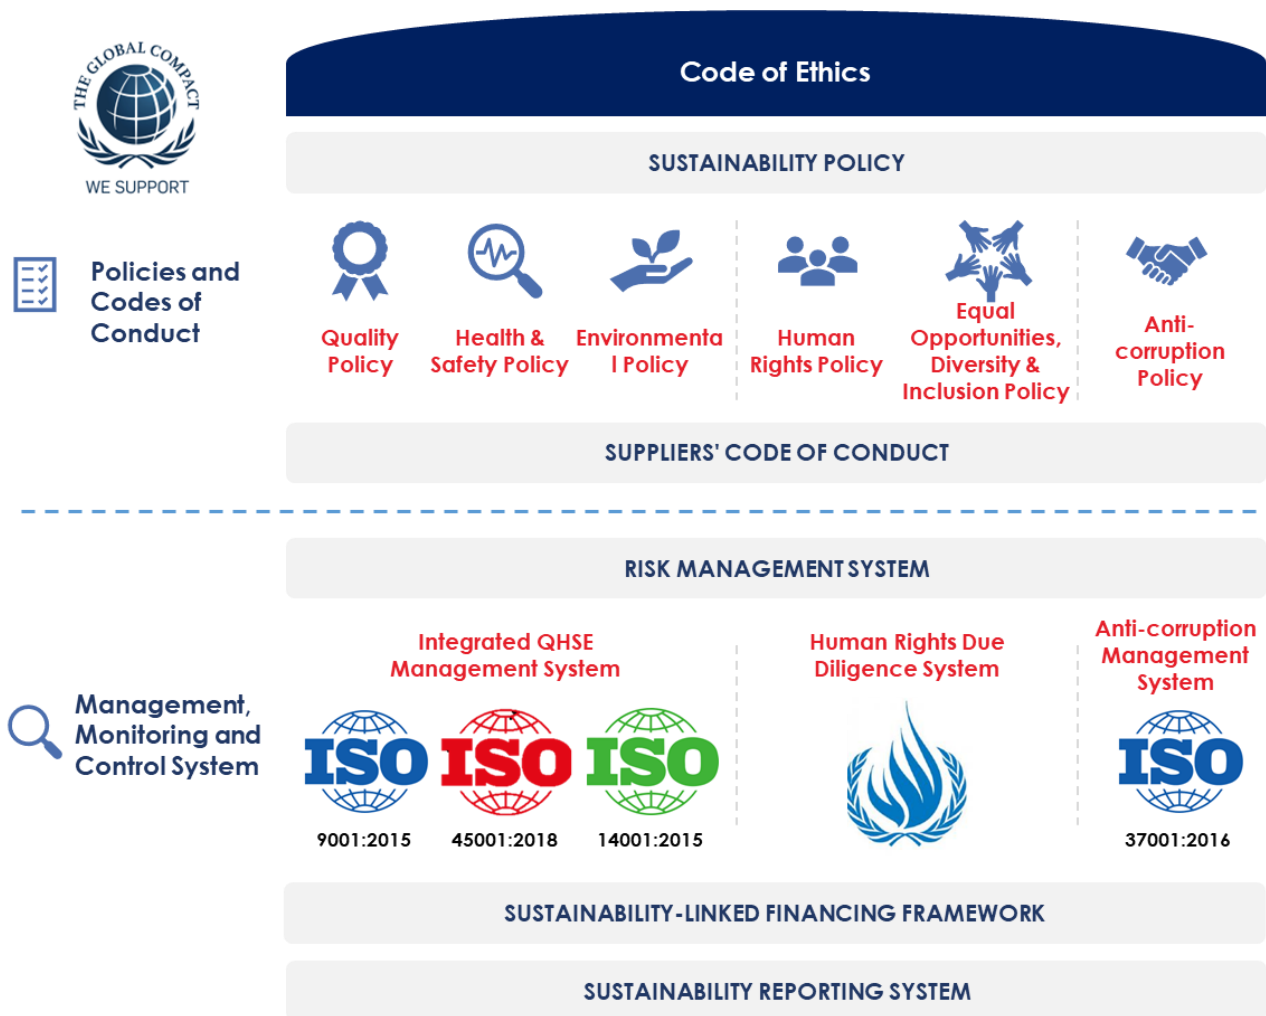 THE GLOBAL COMPACT
WE SUPPORT
Code of Ethics
SUSTAINABILITY POLICY
Policies and
Codes of
Conduct
Quality
Policy
Health &
Safety Policy
Environmenta
l Policy
Human
Rights Policy
Equal
Opportunities,
Diversity &
Inclusion Policy
Anti-
corruption
Policy
SUPPLIERS' CODE OF CONDUCT
RISK MANAGEMENT SYSTEM
Management,
Monitoring and
Control System
Integrated QHSE
Management System
ISO
9001:2015
ISO
45001:2018
ISO
14001:2015
Human Rights Due
Diligence System
Anti-corruption
Management
System
ISO
37001:2016
SUSTAINABILITY-LINKED FINANCING FRAMEWORK
SUSTAINABILITY REPORTING SYSTEM